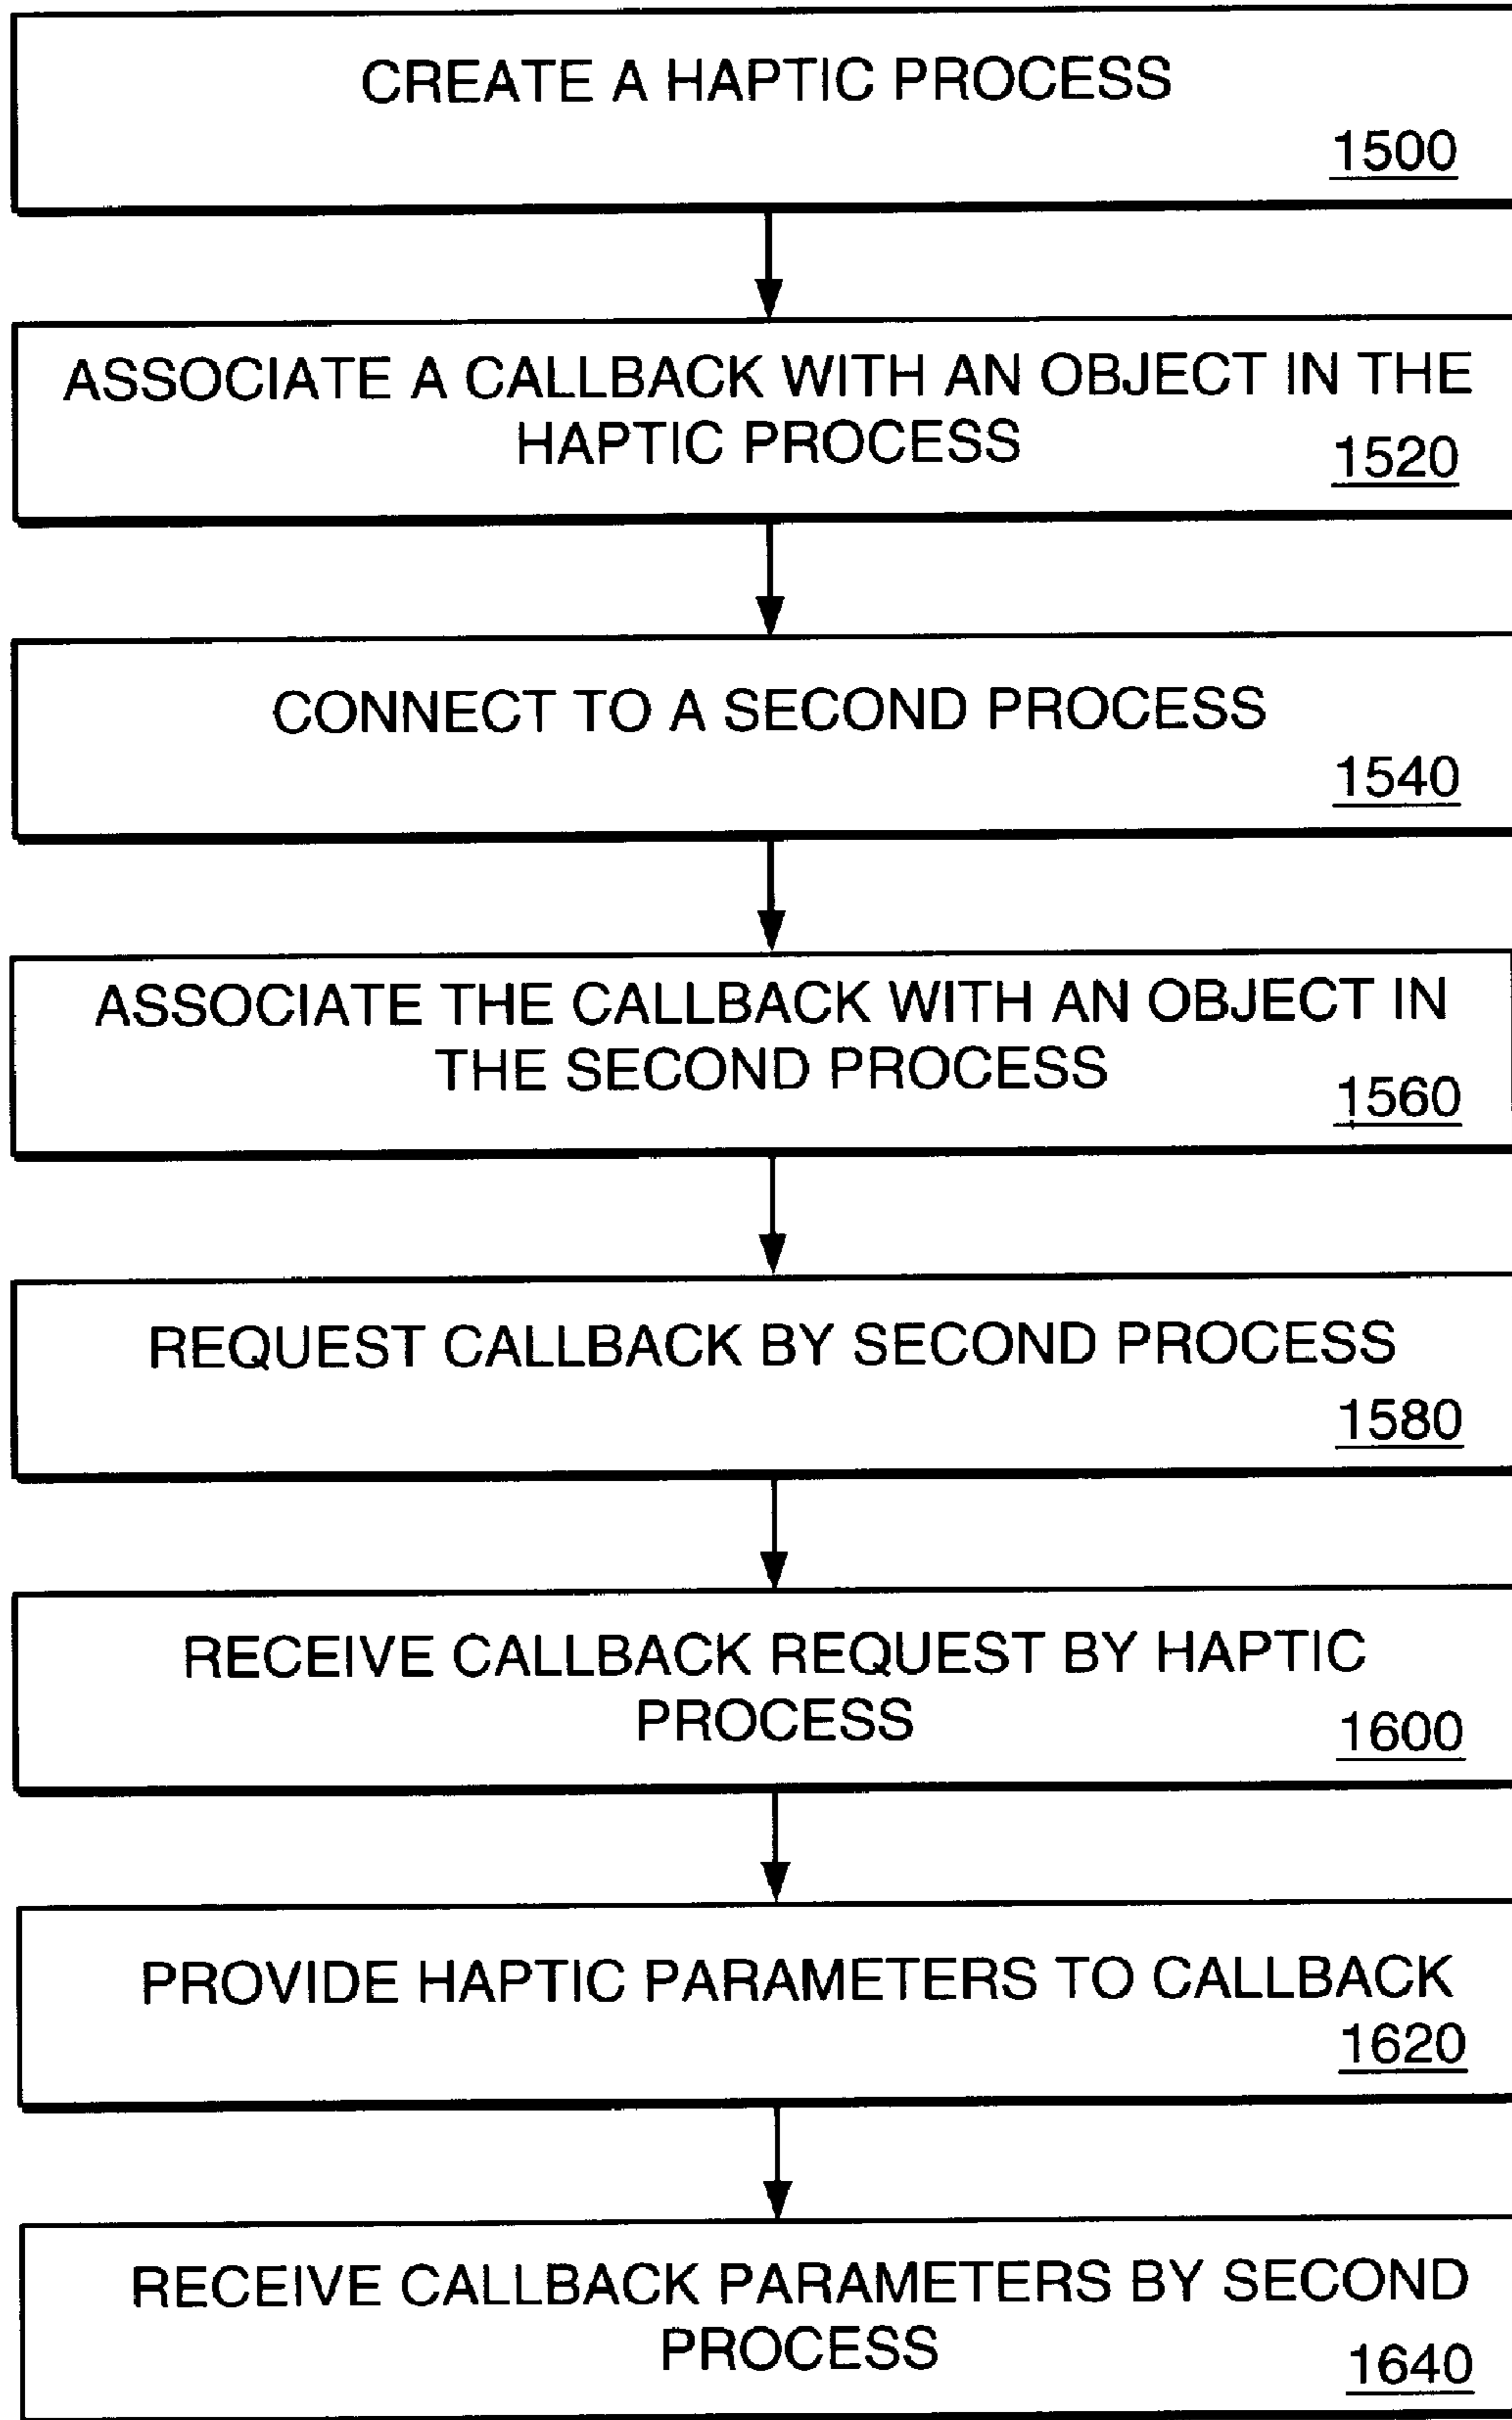 CREATE A HAPTIC PROCESS
1500
ASSOCIATE A CALLBACK WITH AN OBJECT IN THE
HAPTIC PROCESS
1520
CONNECT TO A SECOND PROCESS
1540
ASSOCIATE THE CALLBACK WITH AN OBJECT IN
THE SECOND PROCESS
1560
REQUEST CALLBACK BY SECOND PROCESS
1580
RECEIVE CALLBACK REQUEST BY HAPTIC
PROCESS
1600
PROVIDE HAPTIC PARAMETERS TO CALLBACK
1620
RECEIVE CALLBACK PARAMETERS BY SECOND
PROCESS
1640